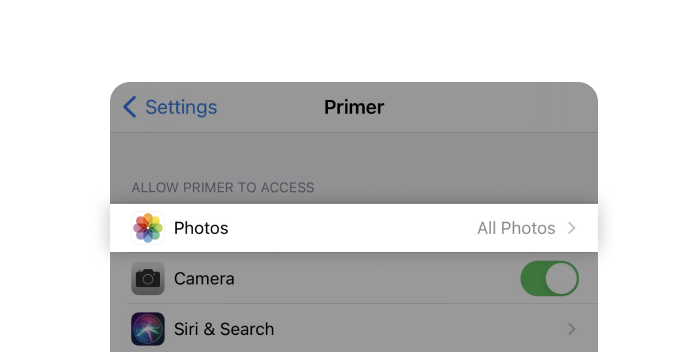 Settings Primer
ALLOW PRIMER TO ACCESS
Photos All Photos
Camera
Siri & Search